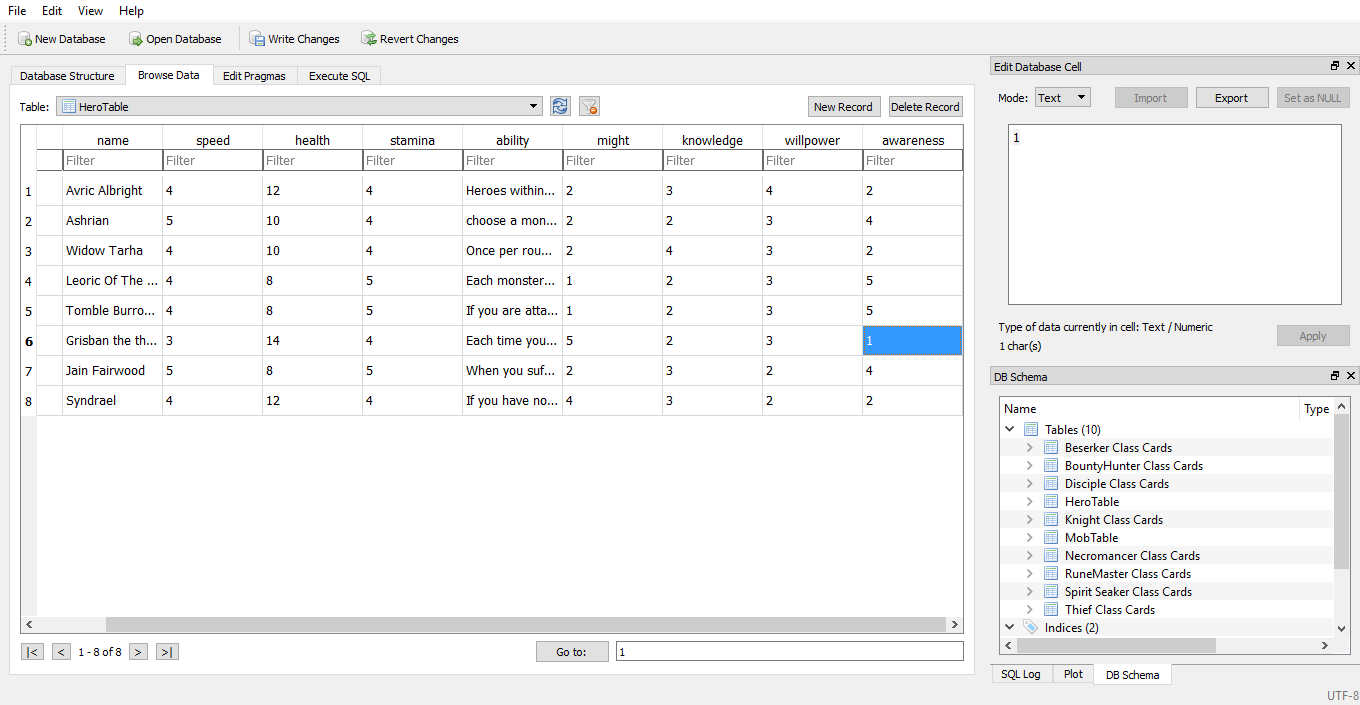 File Edit View Help
New Database Open Database Write Changes Revert Changes
Database Structure Browse Data Edit Pragmas Execute SQL
Table: HeroTable New Record Delete Record
name speed health stamina ability might knowledge willpower awareness
Filter Filter Filter Filter Filter Filter Filter Filter Filter
1 Avric Albright 4 12 4 Heroes within... 2 3 4 2
2 Ashrian 5 10 4 choose a mon... 2 2 3 4
3 Widow Tarha 4 10 4 Once per rou... 2 4 3 2
4 Leoric Of The ... 4 8 5 Each monster... 1 2 3 5
5 Tomble Burro... 4 8 5 If you are atta... 1 2 3 5
6 Grisban the th... 3 14 4 Each time you... 5 2 3 1
7 Jain Fairwood 5 8 5 When you suf... 2 3 2 4
8 Syndrael 4 12 4 If you have no... 4 3 2 2
|< < 1 - 8 of 8 > >| Go to: 1
Edit Database Cell
Mode: Text Import Export Set as NULL
1
Type of data currently in cell: Text / Numeric
1 char(s)
Apply
DB Schema
Name Type
Tables (10)
Beserker Class Cards
BountyHunter Class Cards
Disciple Class Cards
HeroTable
Knight Class Cards
MobTable
Necromancer Class Cards
RuneMaster Class Cards
Spirit Seaker Class Cards
Thief Class Cards
Indices (2)
SQL Log Plot DB Schema
UTF-8